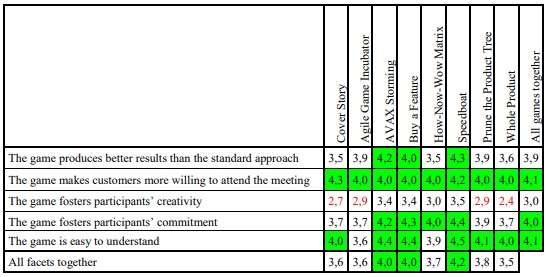 Cover Story
Agile Game Incubator
AVAX Storming
Buy a Feature
How-Now-Wow Matrix
Speedboat
Prune the Product Tree
Whole Product
All games together
The game produces better results than the standard approach 3,5 3,9 4,2 4,0 3,5 4,3 3,9 3,6 3,9
The game makes customers more willing to attend the meeting 4,3 4,0 4,0 4,0 4,0 4,2 4,0 4,0 4,1
The game fosters participants’ creativity 2,7 2,9 3,4 3,4 3,0 3,5 2,9 2,4 3,0
The game fosters participants’ commitment 3,7 3,7 4,2 4,3 4,0 4,4 3,9 3,7 4,0
The game is easy to understand 4,0 3,6 4,4 4,4 3,9 4,5 4,1 4,0 4,1
All facets together 3,6 3,6 4,0 4,0 3,7 4,2 3,8 3,5